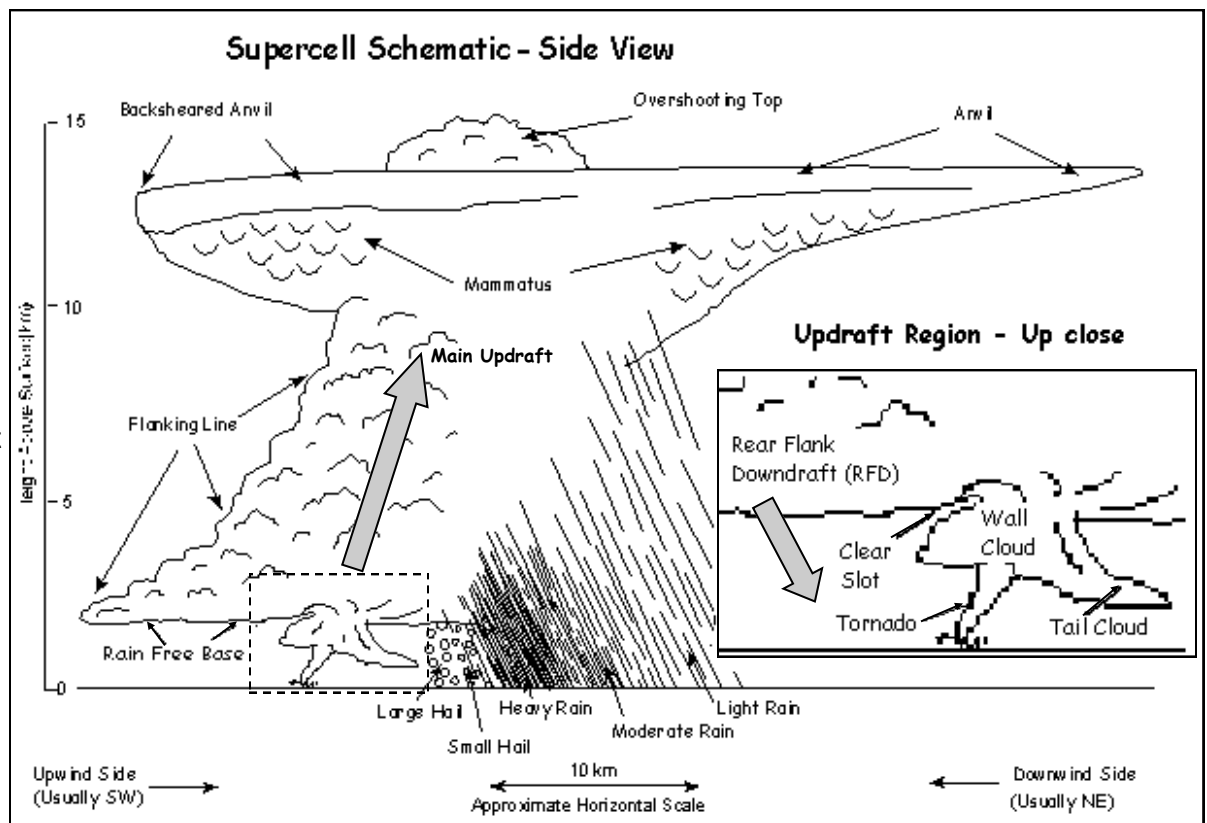 Supercell Schematic - Side View
Backsheared Anvil
Overshooting Top
Anvil
15
Mammatus
10
Main Updraft
Flanking Line
5
Rain Free Base
0
Large Hail
Small Hail
Heavy Rain
Moderate Rain
Light Rain
Upwind Side
(Usually SW)
10 km
Approximate Horizontal Scale
Downwind Side
(Usually NE)
Updraft Region - Up close
Rear Flank
Downdraft (RFD)
Clear
Slot
Wall
Cloud
Tornado
Tail Cloud